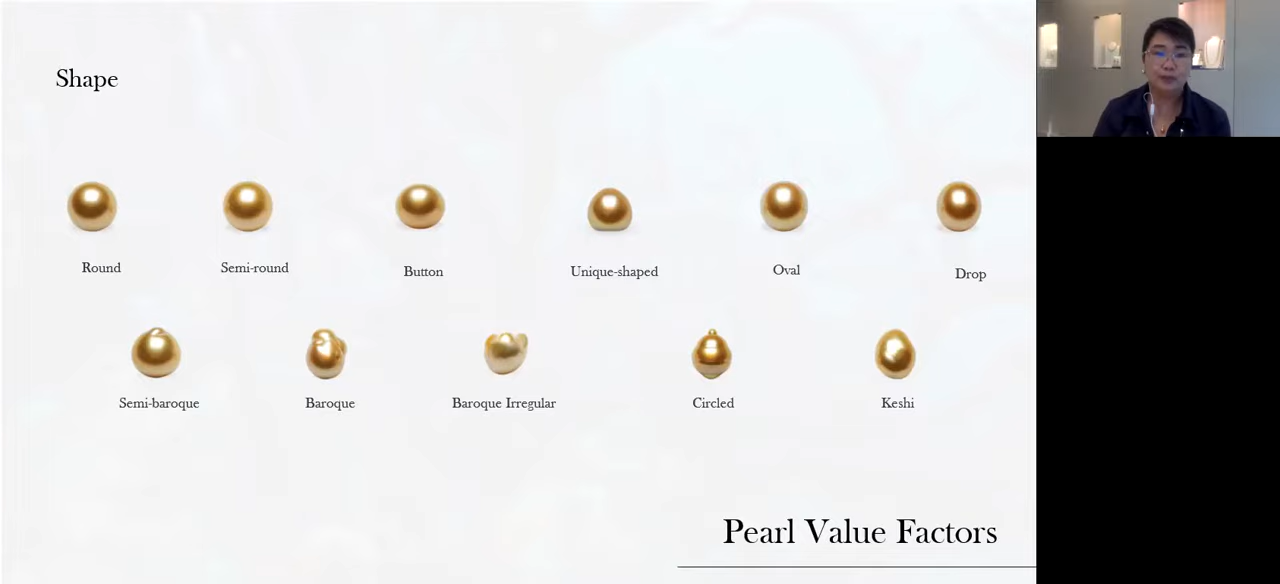 Shape
Round
Semi-round
Button
Unique-shaped
Oval
Drop
Semi-baroque
Baroque
Baroque Irregular
Circled
Keshi
Pearl Value Factors